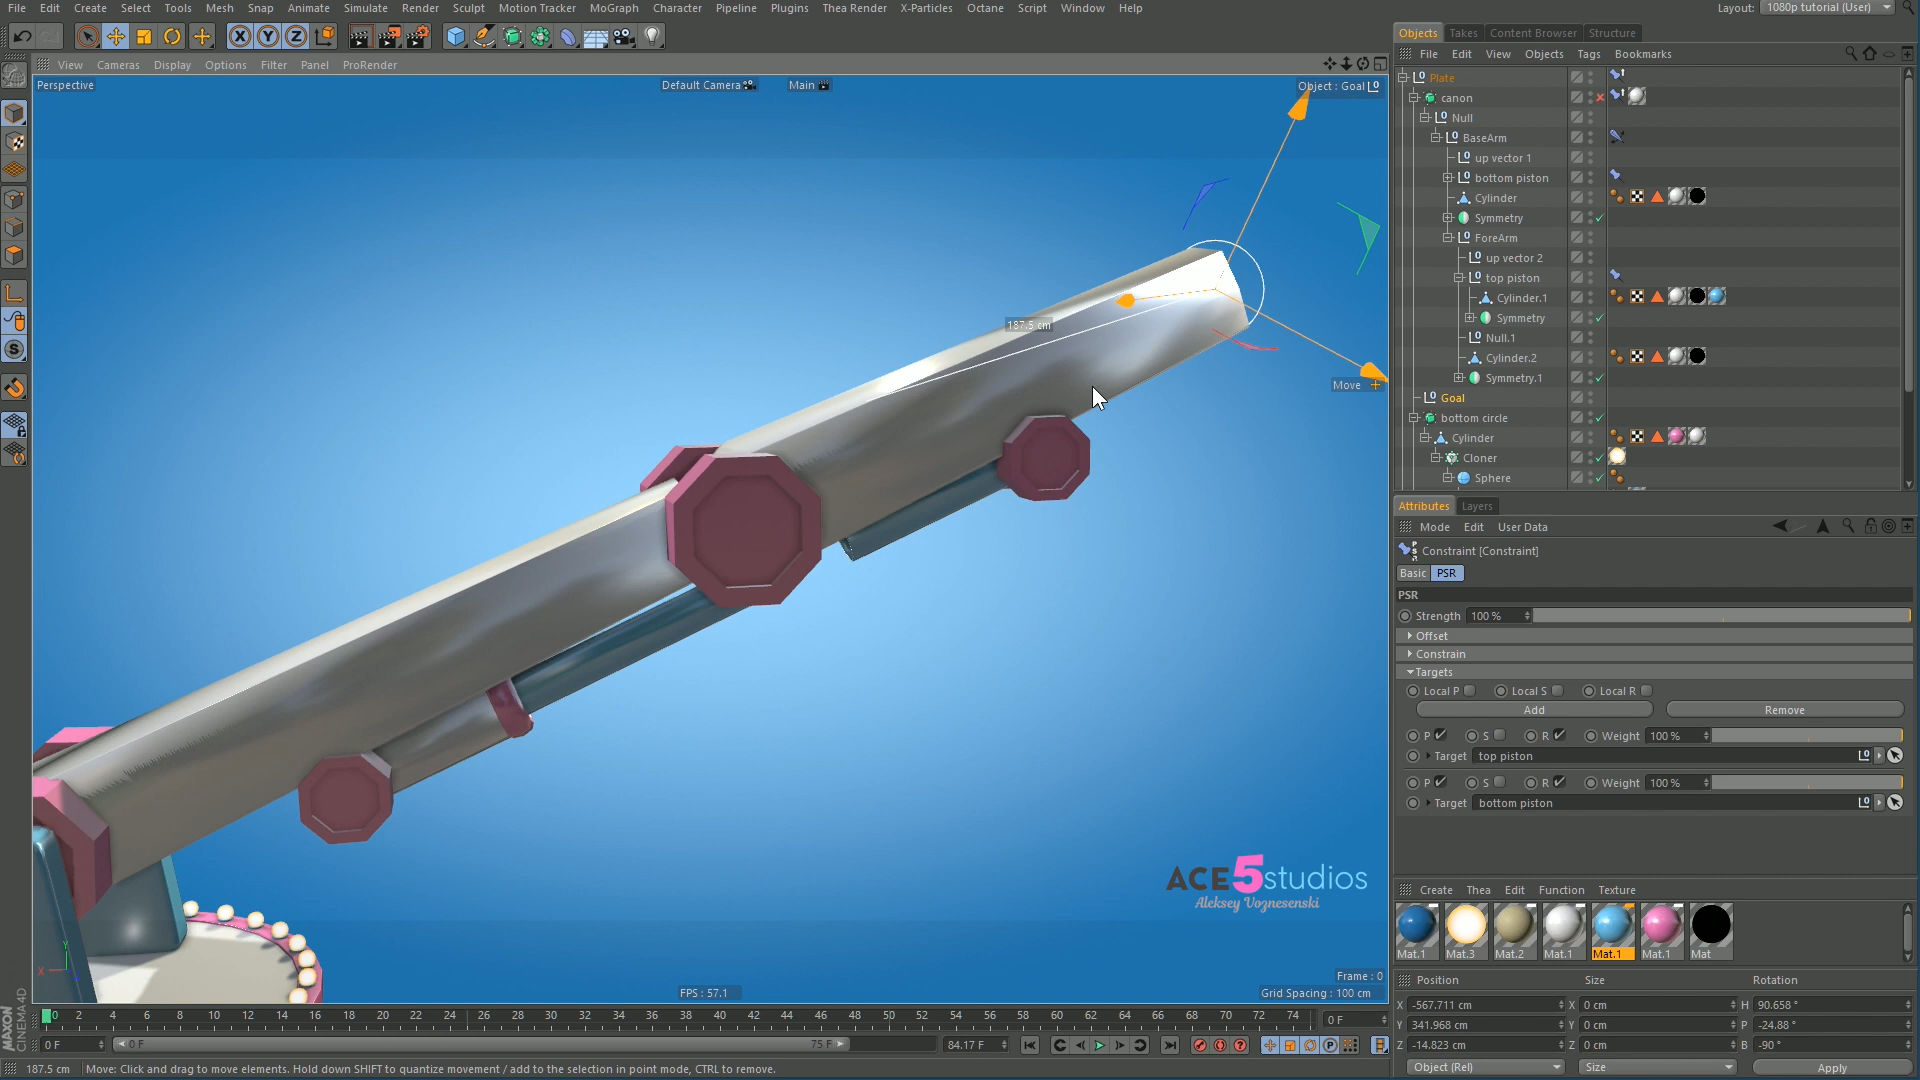 File Edit Create Select Tools Mesh Snap Animate Simulate Render Sculpt Motion Tracker MoGraph Character Pipeline Plugins Thea Render X-Particles Octane Script Window Help
Layout: 1080p tutorial (User)
View Cameras Display Options Filter Panel ProRender
Perspective
Default Camera
Main
Object : Goal
187.5 cm
Move
ACE5studios
Aleksey Voznesenski
Frame : 0
FPS : 57.1
Grid Spacing : 100 cm
Y
X
Objects Takes Content Browser Structure
File Edit View Objects Tags Bookmarks
Plate
canon
Null
BaseArm
up vector 1
bottom piston
Cylinder
Symmetry
ForeArm
up vector 2
top piston
Cylinder.1
Symmetry
Null.1
Cylinder.2
Symmetry.1
Goal
bottom circle
Cylinder
Cloner
Sphere
Attributes Layers
Mode Edit User Data
Constraint [Constraint]
Basic PSR
PSR
Strength 100 %
Offset
Constrain
Targets
Local P Local S Local R
Add Remove
P S R Weight 100 %
Target top piston
P S R Weight 100 %
Target bottom piston
Create Thea Edit Function Texture
Mat.1 Mat.3 Mat.2 Mat.1 Mat.1 Mat.1 Mat
Position Size Rotation
X -567.711 cm X 0 cm H 90.658 °
Y 341.968 cm Y 0 cm P -24.88 °
Z -14.823 cm Z 0 cm B -90 °
Object (Rel) Size Apply
0 2 4 6 8 10 12 14 16 18 20 22 24 26 28 30 32 34 36 38 40 42 44 46 48 50 52 54 56 58 60 62 64 66 68 70 72 74
0 F
0 F 0 F 75 F 84.17 F
MAXON
CINEMA 4D
187.5 cm Move: Click and drag to move elements. Hold down SHIFT to quantize movement / add to the selection in point mode, CTRL to remove.